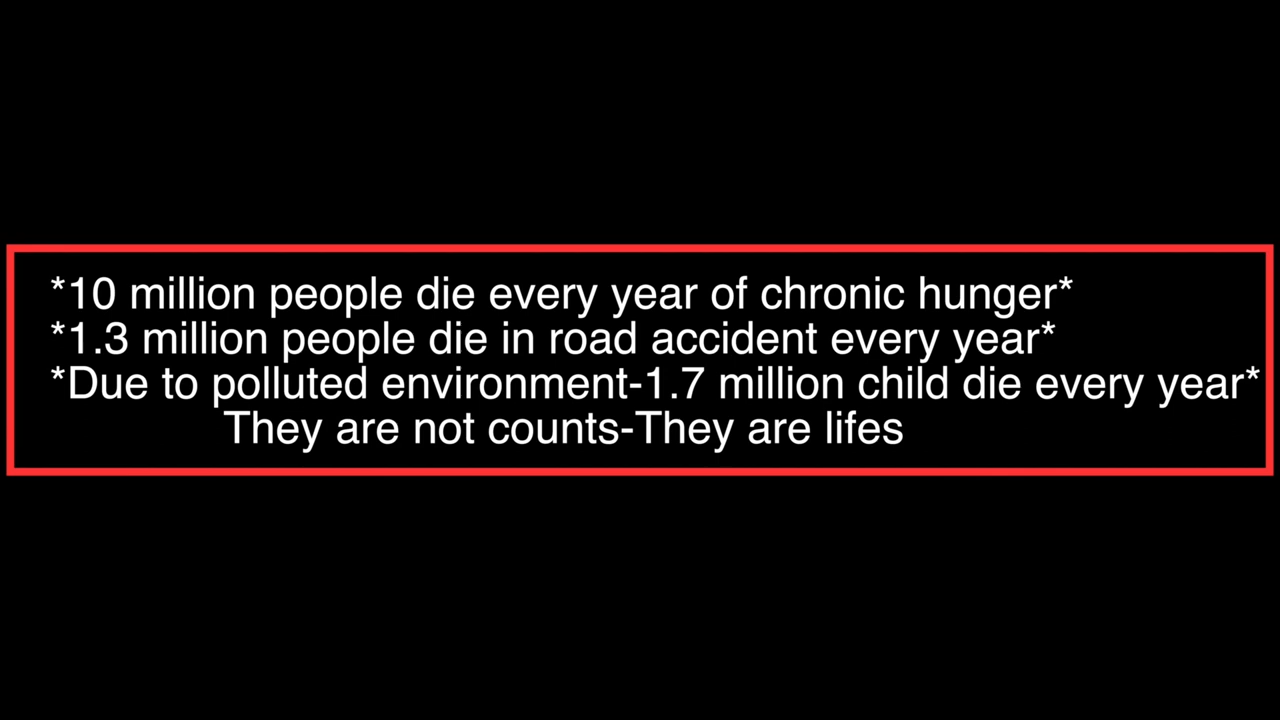 *10 million people die every year of chronic hunger*
*1.3 million people die in road accident every year*
*Due to polluted environment-1.7 million child die every year*
They are not counts-They are lifes